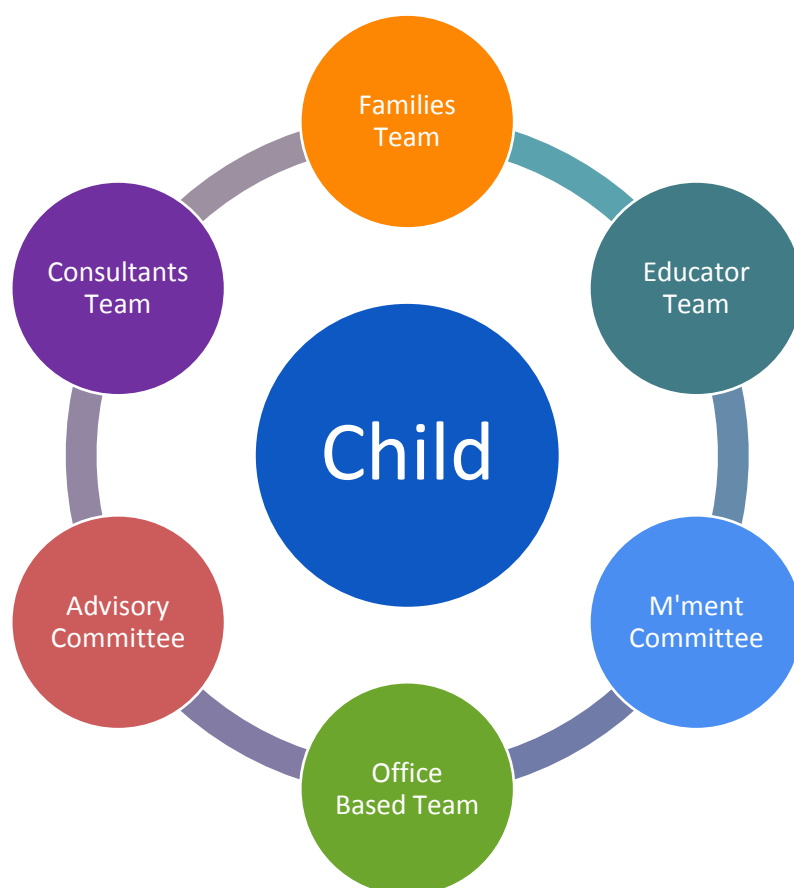 Families
Team
Educator
Team
M'ment
Committee
Office
Based Team
Advisory
Committee
Consultants
Team
Child